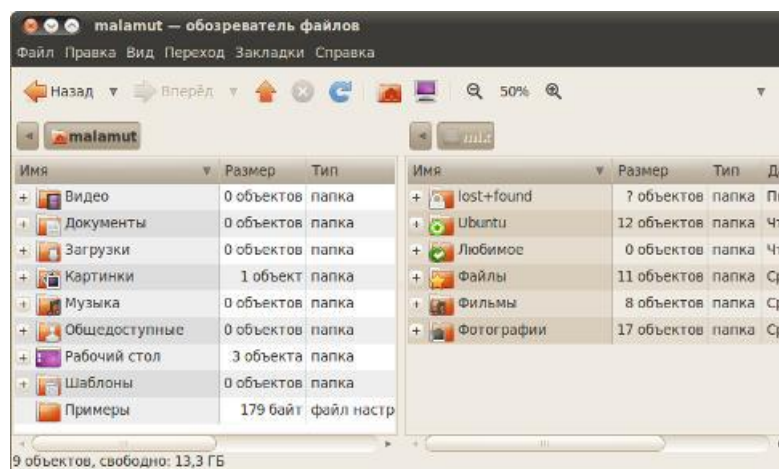 malamut — обозреватель файлов
Файл Правка Вид Переход Закладки Справка
Назад Вперёд 50%
malamut
Имя Размер Тип
Видео 0 объектов папка
Документы 0 объектов папка
Загрузки 0 объектов папка
Картинки 1 объект папка
Музыка 0 объектов папка
Общедоступные 0 объектов папка
Рабочий стол 3 объекта папка
Шаблоны 0 объектов папка
Примеры 179 байт файл настр
Имя Размер Тип
lost+found ? объектов папка
Ubuntu 12 объектов папка
Любимое 0 объектов папка
Файлы 11 объектов папка
Фильмы 8 объектов папка
Фотографии 17 объектов папка
9 объектов, свободно: 13,3 ГБ